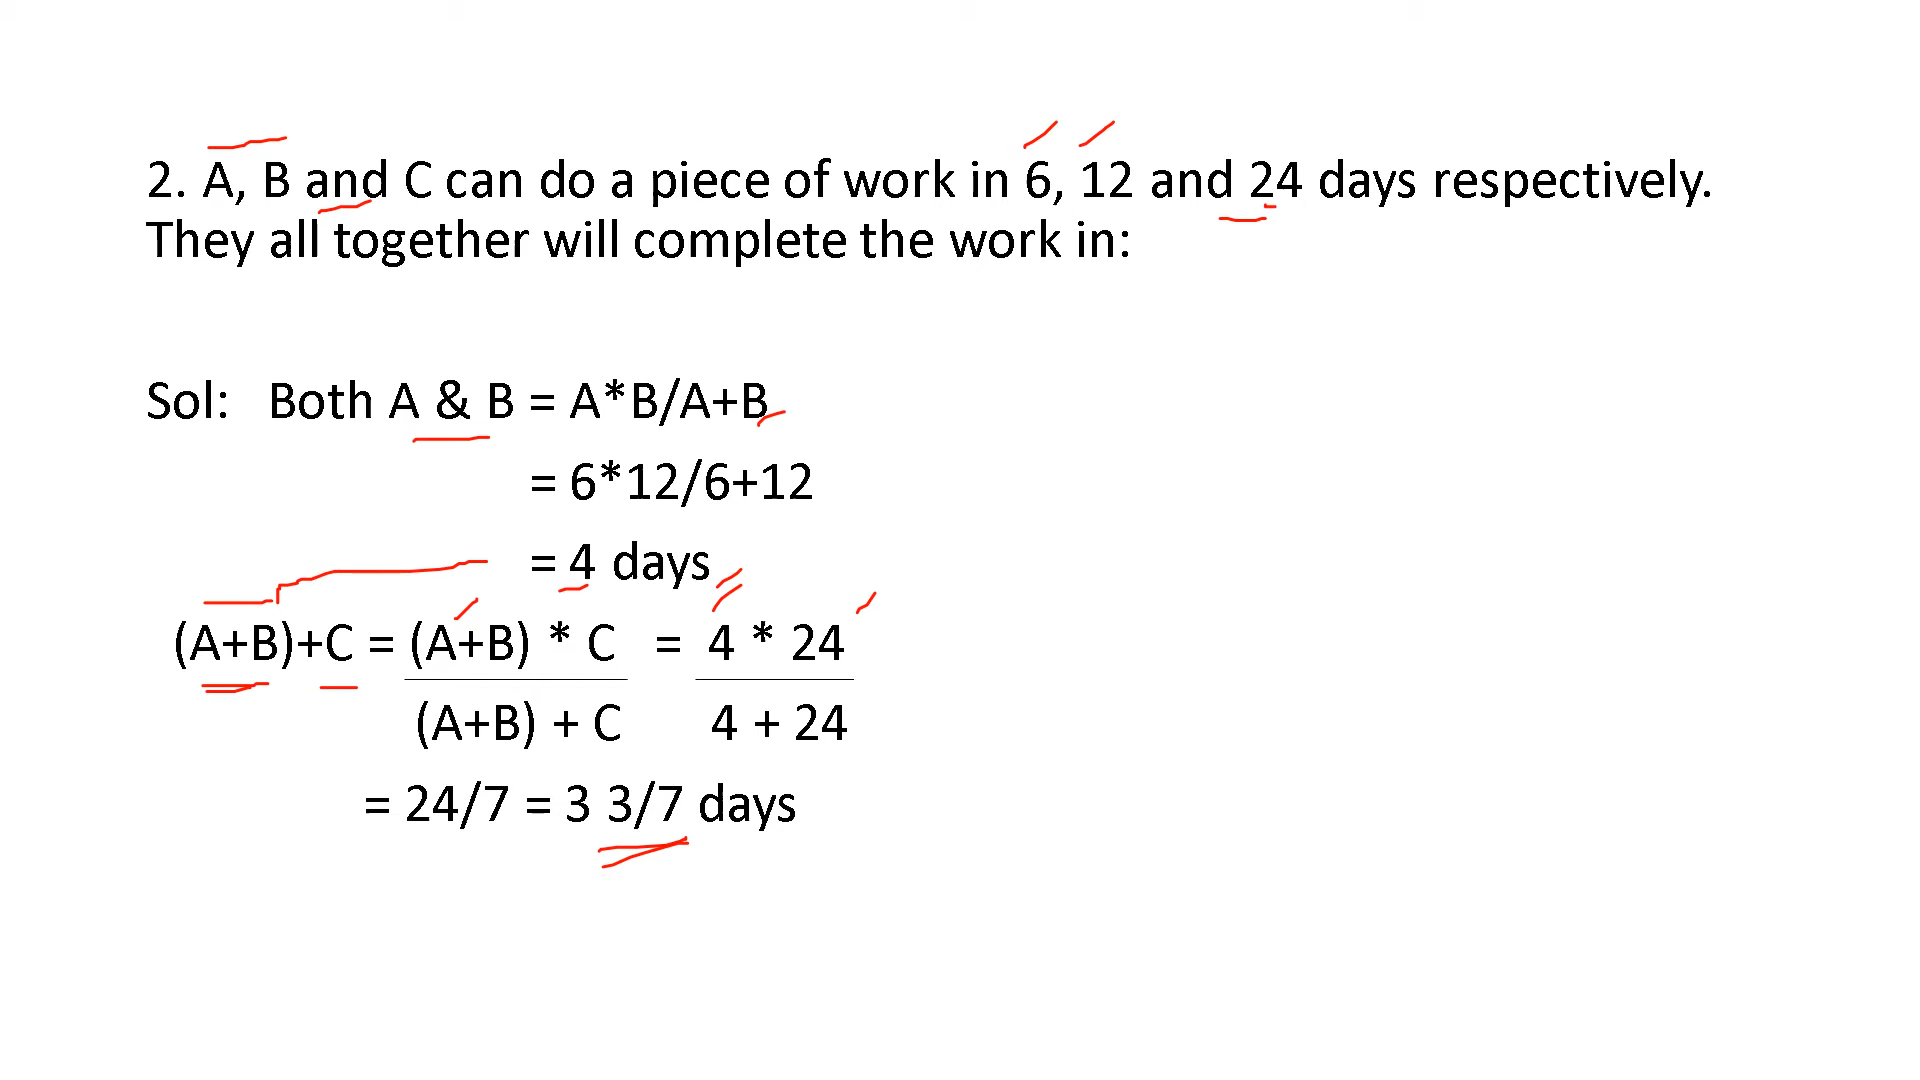 2. A, B and C can do a piece of work in 6, 12 and 24 days respectively.
They all together will complete the work in:
Sol: Both A & B = A*B/A+B
= 6*12/6+12
= 4 days
(A+B)+C = (A+B) * C = 4 * 24
(A+B) + C 4 + 24
= 24/7 = 3 3/7 days